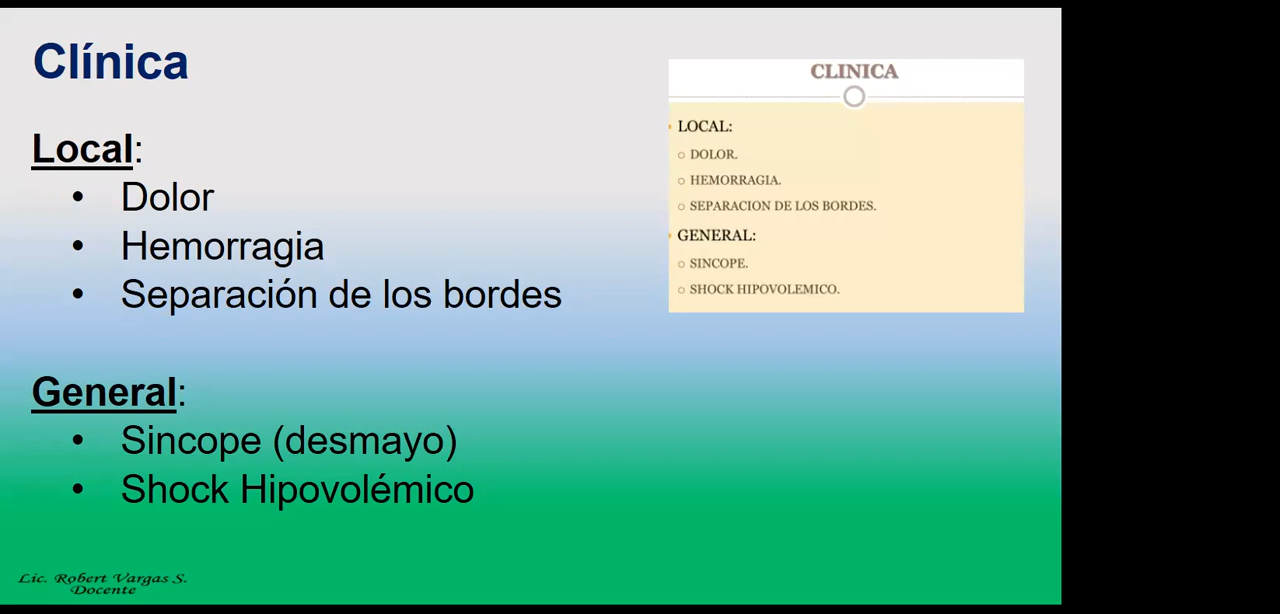 Clínica
Local:
• Dolor
• Hemorragia
• Separación de los bordes
General:
• Sincope (desmayo)
• Shock Hipovolémico
CLINICA
LOCAL:
DOLOR.
HEMORRAGIA.
SEPARACION DE LOS BORDES.
GENERAL:
SINCOPE.
SHOCK HIPOVOLEMICO.
Lic. Robert Vargas S.
Docente